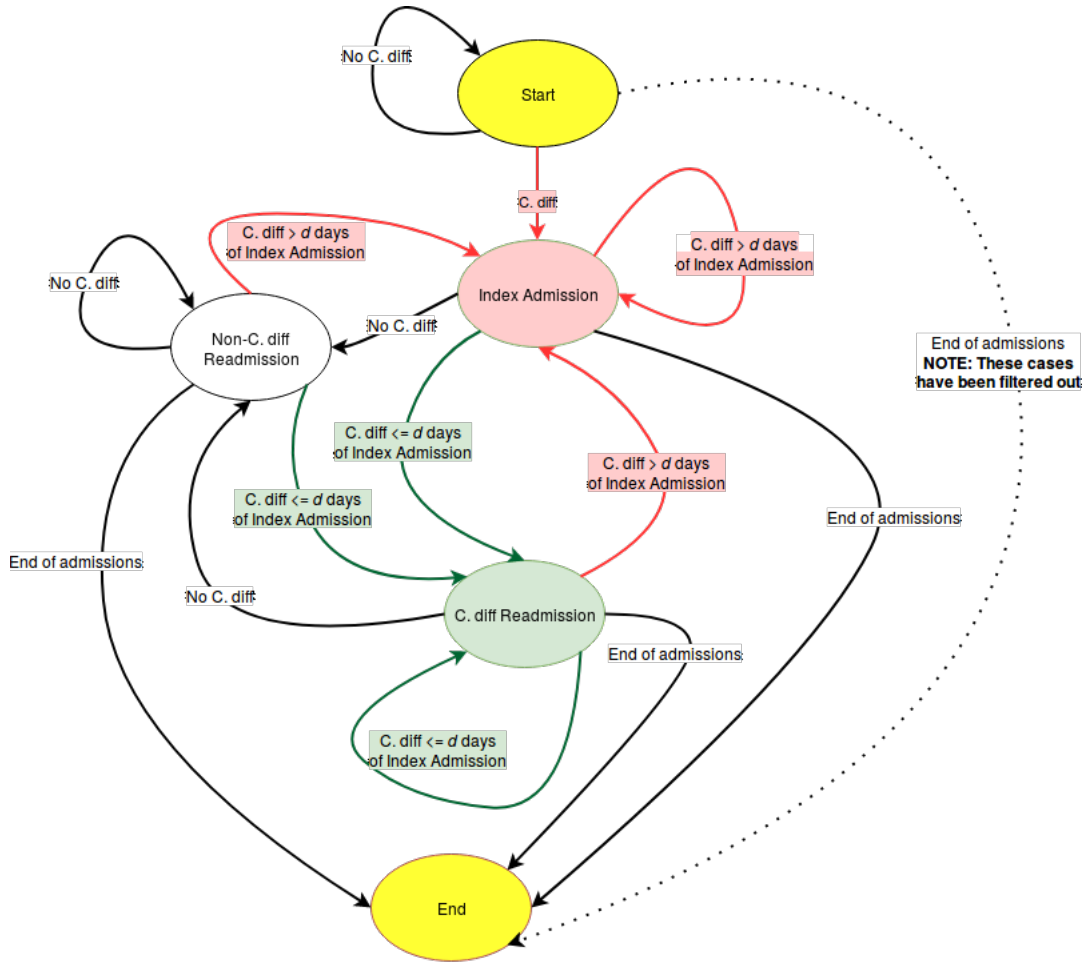 No C. diff
Start
C. diff
C. diff > d days
of Index Admission
C. diff > d days
of Index Admission
No C. diff
Index Admission
No C. diff
Non-C. diff
Readmission
End of admissions
NOTE: These cases
have been filtered out
C. diff <= d days
of Index Admission
C. diff > d days
of Index Admission
C. diff <= d days
of Index Admission
End of admissions
End of admissions
No C. diff
C. diff Readmission
End of admissions
C. diff <= d days
of Index Admission
End